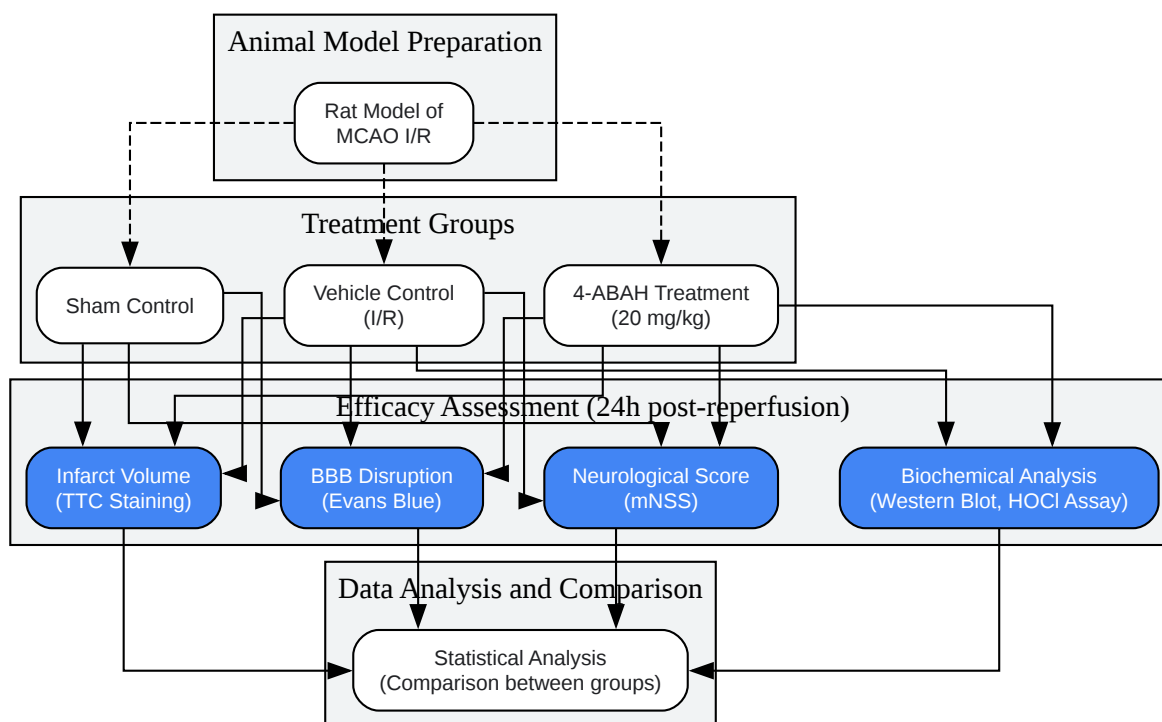 Animal Model Preparation
Rat Model of
MCAO I/R
Treatment Groups
Sham Control
Vehicle Control
(I/R)
4-ABAH Treatment
(20 mg/kg)
Efficacy Assessment (24h post-reperfusion)
Infarct Volume
(TTC Staining)
BBB Disruption
(Evans Blue)
Neurological Score
(mNSS)
Biochemical Analysis
(Western Blot, HOCl Assay)
Data Analysis and Comparison
Statistical Analysis
(Comparison between groups)